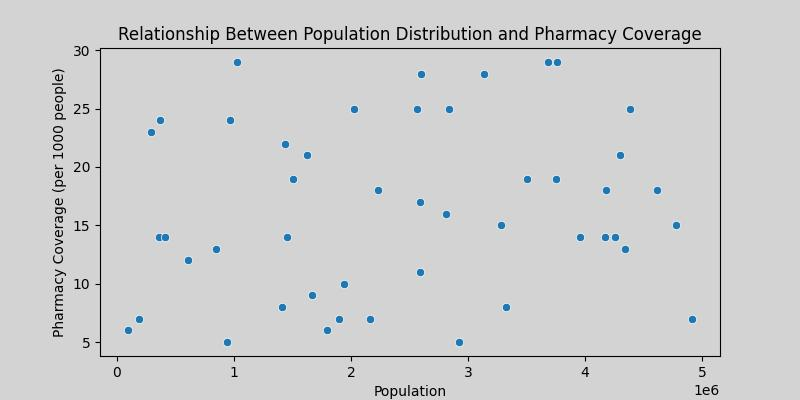 Relationship Between Population Distribution and Pharmacy Coverage
Pharmacy Coverage (per 1000 people)
30
25
20
15
10
5
0 1 2 3 4 5
1e6
Population